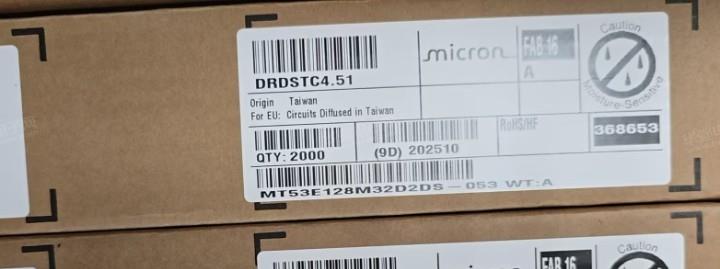 micron
FAB 16
A
Caution
Moisture-Sensitive
DRDSTC4.51
Origin Taiwan
For EU: Circuits Diffused in Taiwan
RoHS/HF
368653
QTY: 2000
(9D) 202510
MT53E128M32D2DS - 053 WT:A
FAB 16
Caution